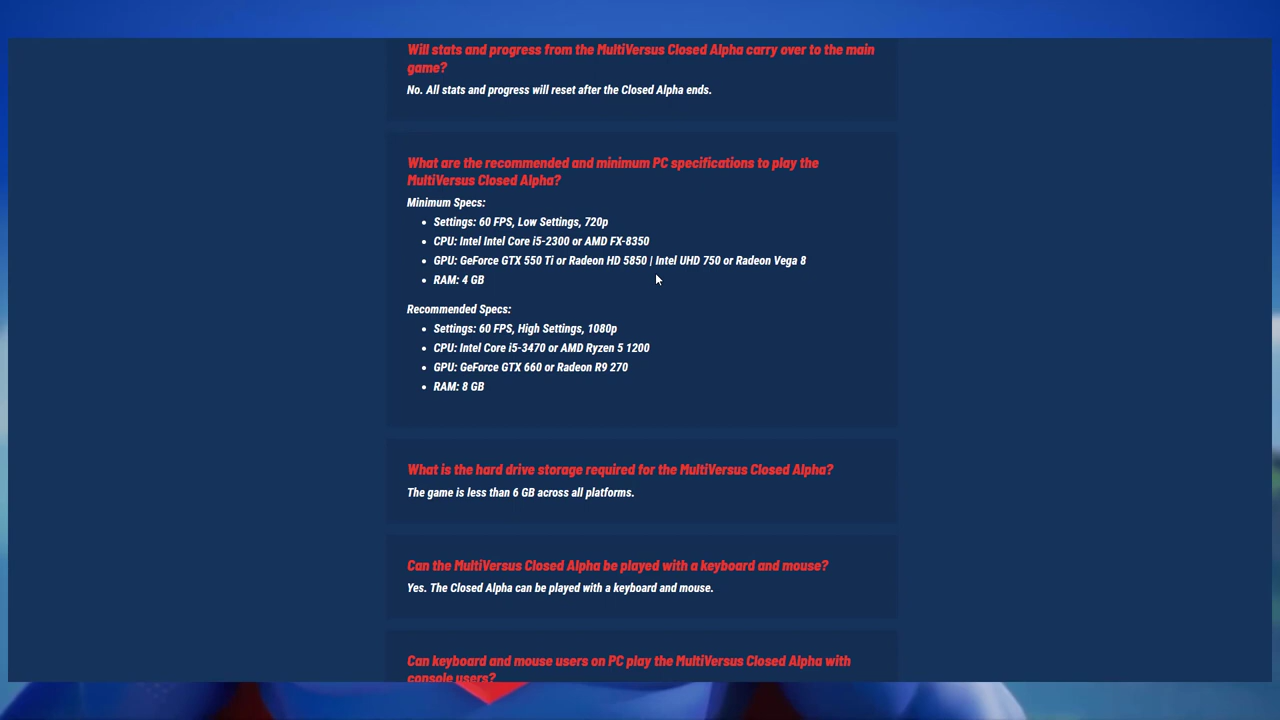 Will stats and progress from the MultiVersus Closed Alpha carry over to the main
game?
No. All stats and progress will reset after the Closed Alpha ends.
What are the recommended and minimum PC specifications to play the
MultiVersus Closed Alpha?
Minimum Specs:
• Settings: 60 FPS, Low Settings, 720p
• CPU: Intel Intel Core i5-2300 or AMD FX-8350
• GPU: GeForce GTX 550 Ti or Radeon HD 5850 | Intel UHD 750 or Radeon Vega 8
• RAM: 4 GB
Recommended Specs:
• Settings: 60 FPS, High Settings, 1080p
• CPU: Intel Core i5-3470 or AMD Ryzen 5 1200
• GPU: GeForce GTX 660 or Radeon R9 270
• RAM: 8 GB
What is the hard drive storage required for the MultiVersus Closed Alpha?
The game is less than 6 GB across all platforms.
Can the MultiVersus Closed Alpha be played with a keyboard and mouse?
Yes. The Closed Alpha can be played with a keyboard and mouse.
Can keyboard and mouse users on PC play the MultiVersus Closed Alpha with
console users?